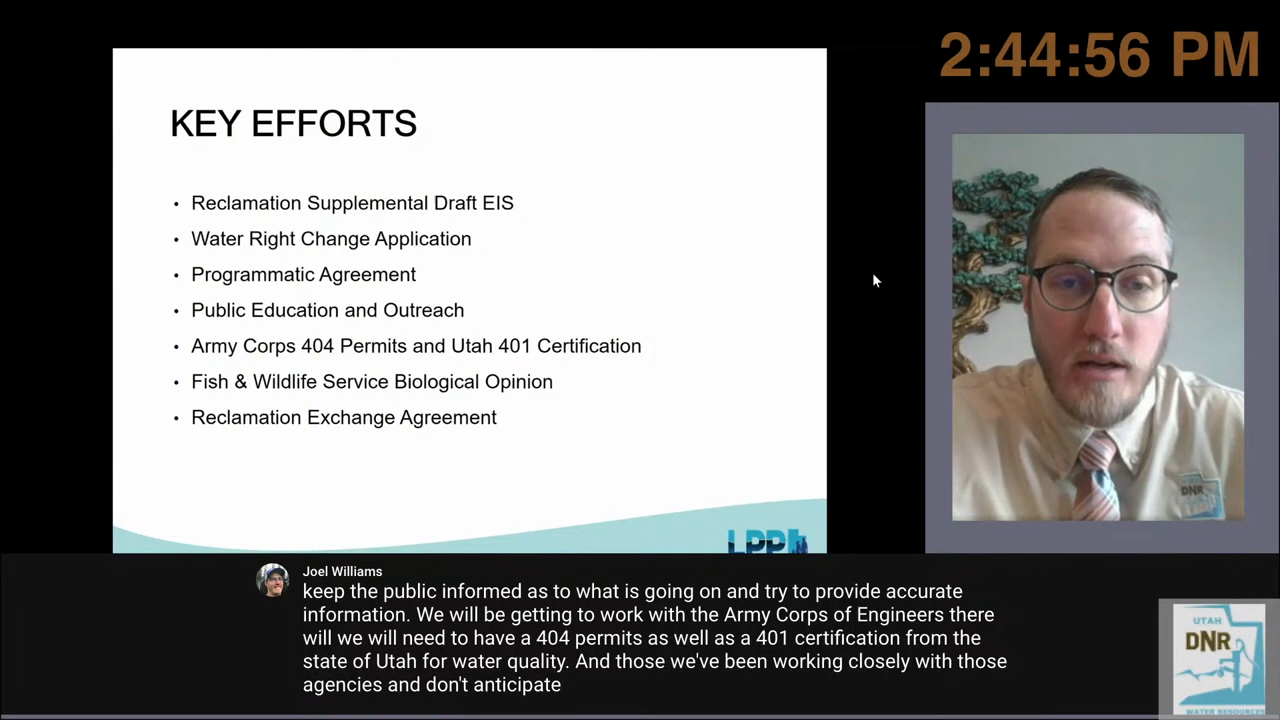 2:44:56 PM
KEY EFFORTS
• Reclamation Supplemental Draft EIS
• Water Right Change Application
• Programmatic Agreement
• Public Education and Outreach
• Army Corps 404 Permits and Utah 401 Certification
• Fish & Wildlife Service Biological Opinion
• Reclamation Exchange Agreement
LPP
DNR
Joel Williams
keep the public informed as to what is going on and try to provide accurate
information. We will be getting to work with the Army Corps of Engineers there
will we will need to have a 404 permits as well as a 401 certification from the
state of Utah for water quality. And those we've been working closely with those
agencies and don't anticipate
UTAH
DNR
WATER RESOURCES